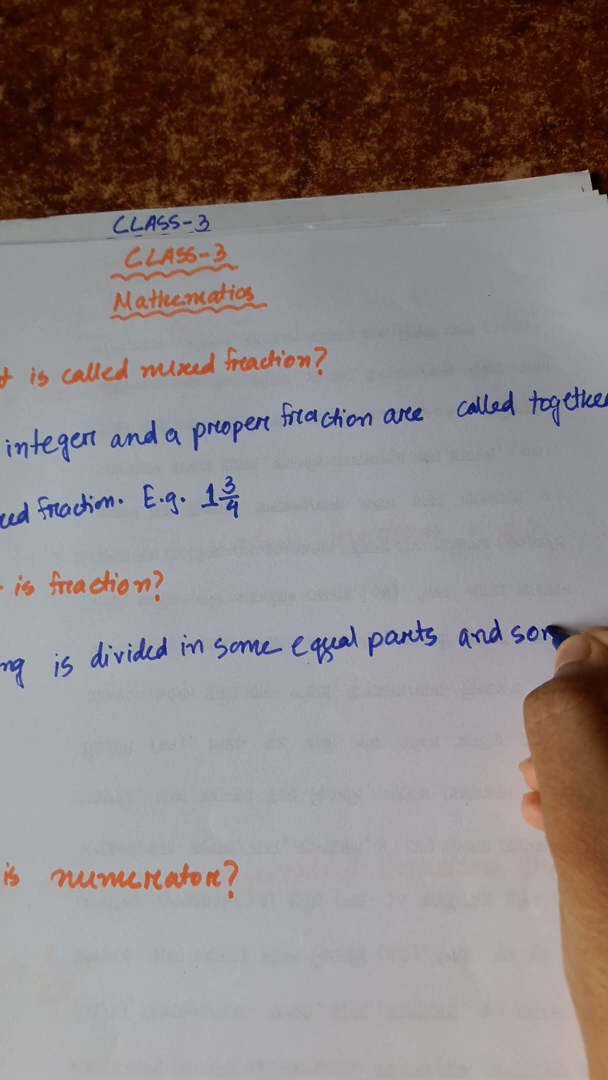 CLASS-3
CLASS-3
Mathematics
is called mixed fraction?
integer and a proper fraction are called together
fraction. E.g. 1 3/4
is fraction?
is divided in some equal parts and som
is numerator?